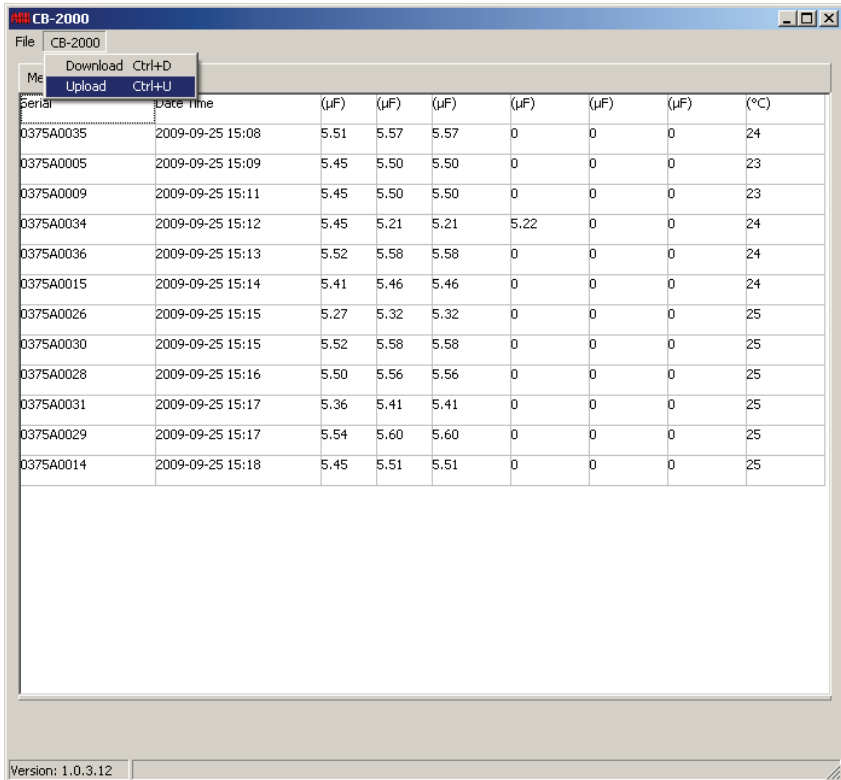 ABB CB-2000
File CB-2000
Download Ctrl+D
Me
Upload Ctrl+U
Serial Date Time (µF) (µF) (µF) (µF) (µF) (µF) (°C)
0375A0035 2009-09-25 15:08 5.51 5.57 5.57 0 0 0 24
0375A0005 2009-09-25 15:09 5.45 5.50 5.50 0 0 0 23
0375A0009 2009-09-25 15:11 5.45 5.50 5.50 0 0 0 23
0375A0034 2009-09-25 15:12 5.45 5.21 5.21 5.22 0 0 24
0375A0036 2009-09-25 15:13 5.52 5.58 5.58 0 0 0 24
0375A0015 2009-09-25 15:14 5.41 5.46 5.46 0 0 0 24
0375A0026 2009-09-25 15:15 5.27 5.32 5.32 0 0 0 25
0375A0030 2009-09-25 15:15 5.52 5.58 5.58 0 0 0 25
0375A0028 2009-09-25 15:16 5.50 5.56 5.56 0 0 0 25
0375A0031 2009-09-25 15:17 5.36 5.41 5.41 0 0 0 25
0375A0029 2009-09-25 15:17 5.54 5.60 5.60 0 0 0 25
0375A0014 2009-09-25 15:18 5.45 5.51 5.51 0 0 0 25
Version: 1.0.3.12